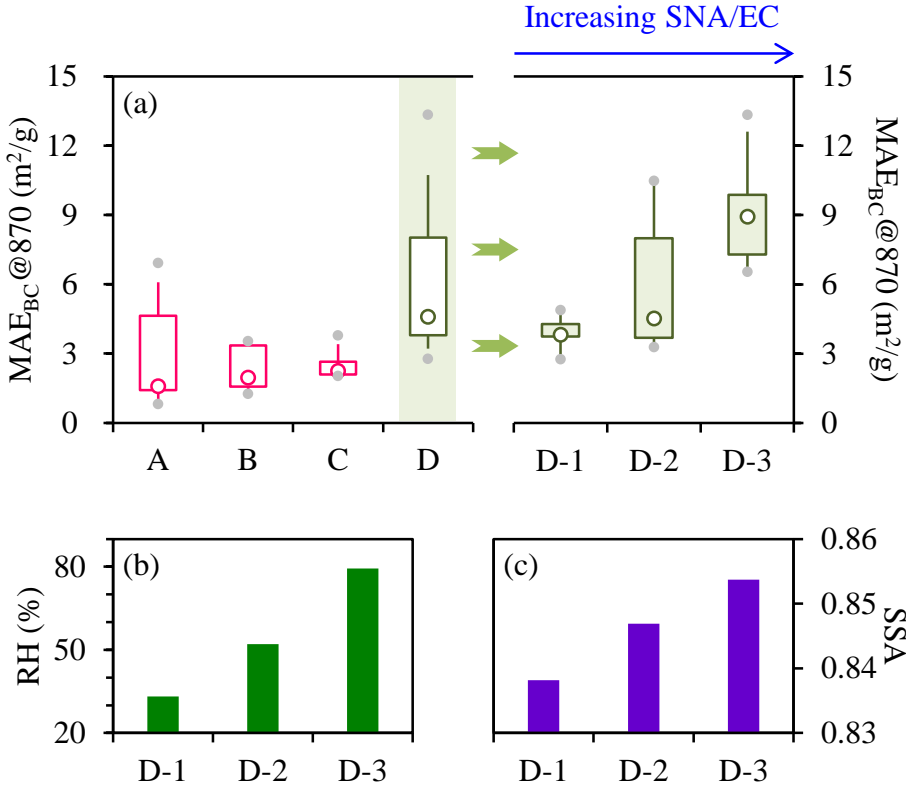 Increasing SNA/EC
(a)
MAE_BC@870 (m²/g)
15
12
9
6
3
0
A B C D
D-1 D-2 D-3
15
12
9
6
3
0
MAE_BC@870 (m²/g)
(b)
RH (%)
80
50
20
D-1 D-2 D-3
(c)
0.86
0.85
0.84
0.83
SSA
D-1 D-2 D-3